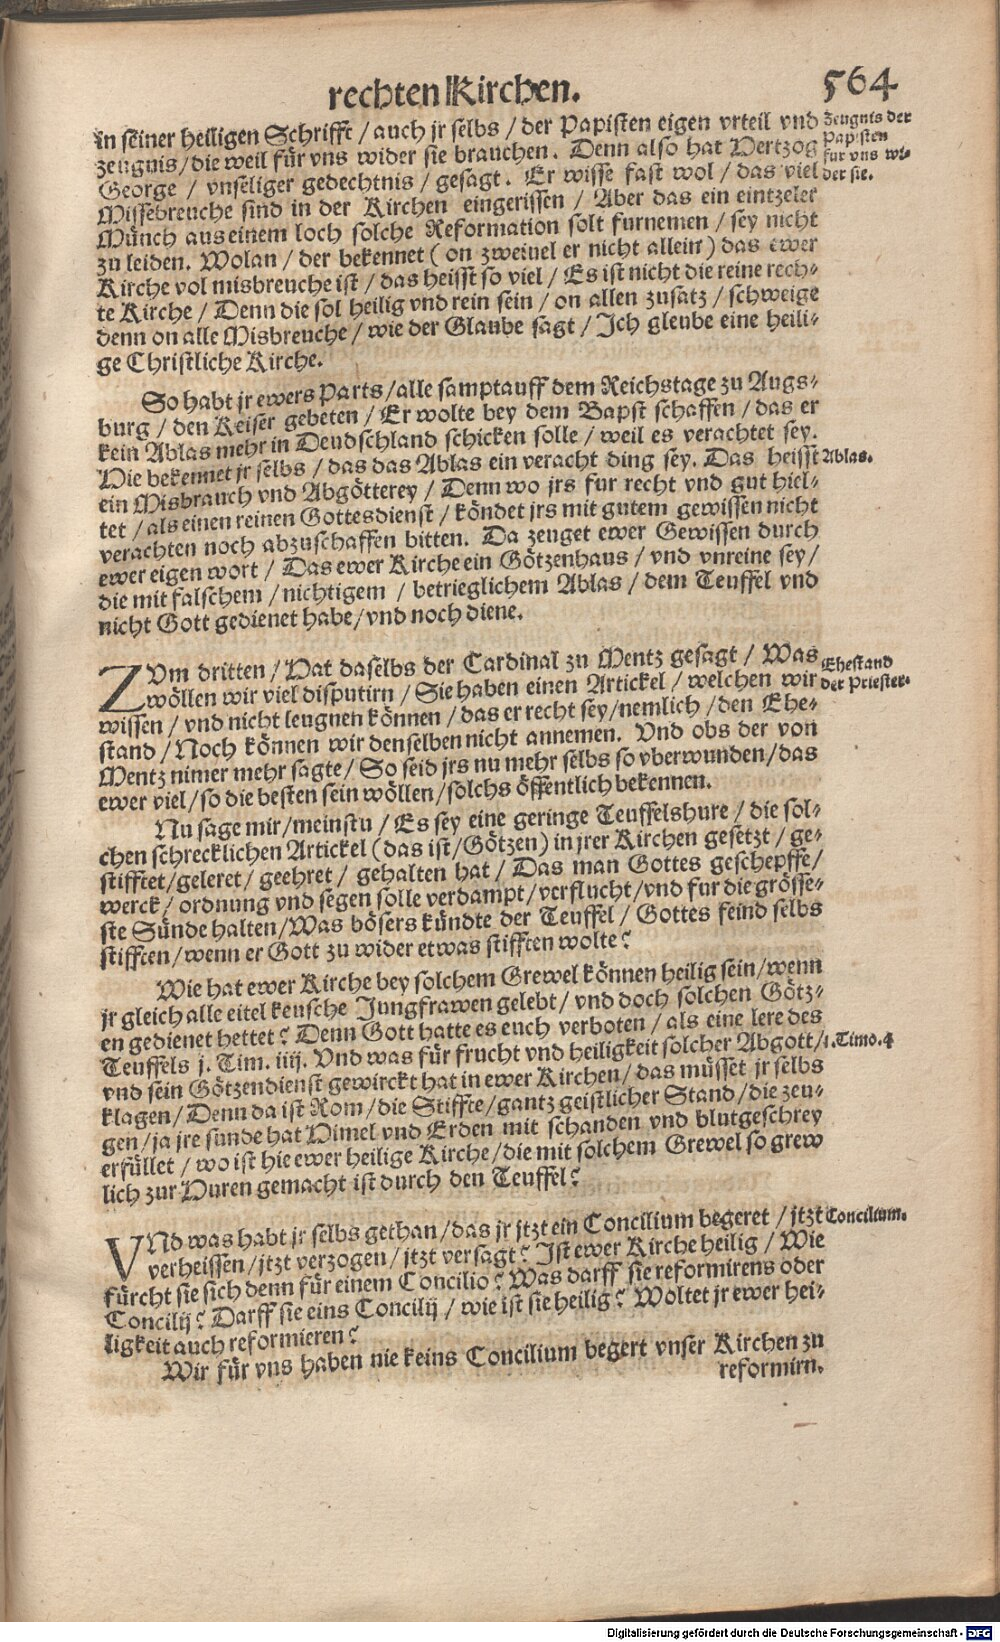 rechten Kirchen. 564
in seiner heiligen Schrifft / auch jr selbs / der Papisten eigen vrteil vnd
zeugnis / die weil für vns wider sie brauchen. Denn also hat Hertzog
George / vnseliger gedechtnis / gesagt. Er wisse fast wol / das viel
Missebreuche sind in der Kirchen eingerissen / Aber das ein eintzeler
Münch aus einem loch solche Reformation solt furnemen / sey nicht
zu leiden. Wolan / der bekennet ( on zweiuel er nicht allein ) das ewer
Kirche vol misbreuche ist / das heisst so viel / Es ist nicht die reine rech-
te Kirche / Denn die sol heilig vnd rein sein / on allen zusatz / schweige
denn on alle Misbreuche / wie der Glaube sagt / Ich gleube eine heili-
ge Christliche Kirche.
Zeugnis der
Papisten
für vns wi-
der sie.
So habt jr ewers Parts / alle sampt auff dem Reichstage zu Augs-
burg / den Keiser gebeten / Er wolte bey dem Bapst schaffen / das er
kein Ablas mehr in Deudschland schicken solle / weil es verachtet sey.
Hie bekennet jr selbs / das das Ablas ein veracht ding sey. Das heisst
ein Misbrauch vnd Abgötterey / Denn wo jrs fur recht vnd gut hiel-
tet / als einen reinen Gottesdienst / köndet jrs mit gutem gewissen nicht
verachten noch abzuschaffen bitten. Da zeuget ewer Gewissen durch
ewer eigen wort / Das ewer Kirche ein Götzenhaus / vnd vnreine sey /
die mit falschem / nichtigem / betrieglichem Ablas / dem Teuffel vnd
nicht Gott gedienet habe / vnd noch diene.
Ablas.
ZVm dritten / Hat daselbs der Cardinal zu Mentz gesagt / Was
wöllen wir viel disputirn / Sie haben einen Artickel / welchen wir
wissen / vnd nicht leugnen können / das er recht sey / nemlich / den Ehe-
stand / Noch können wir denselben nicht annemen. Vnd obs der von
Mentz nimer mehr sagte / So seid jrs nu mehr selbs so vberwunden / das
ewer viel / so die besten sein wöllen / solchs öffentlich bekennen.
Ehestand
der Priester.
Nu sage mir / meinstu / Es sey eine geringe Teuffelshure / die sol-
chen schrecklichen Artickel ( das ist / Götzen ) in jrer Kirchen gesetzt / ge-
stifftet / geleret / geehret / gehalten hat / Das man Gottes geschepffe /
werck / ordnung vnd segen solle verdampt / verflucht / vnd fur die grösse-
ste Sünde halten / Was bösers kündte der Teuffel / Gottes feind selbs
stifften / wenn er Gott zu wider etwas stifften wolte?
Wie hat ewer Kirche bey solchem Grewel können heilig sein / wenn
jr gleich alle eitel keusche Jungfrawen gelebt / vnd doch solchen Götz-
en gedienet hettet? Denn Gott hatte es euch verboten / als eine lere des
Teuffels j. Tim. iiij. Vnd was für frucht vnd heiligkeit solcher Abgott /
vnd sein Götzendienst gewirckt hat in ewer Kirchen / das müsset jr selbs
klagen / Denn da ist Rom / die Stiffte / gantz geistlicher Stand / die zeu-
gen / ja jre sunde hat Himel vnd Erden mit schanden vnd blutgeschrey
erfüllet / wo ist hie ewer heilige Kirche / die mit solchem Grewel so grew
lich zur Huren gemacht ist durch den Teuffel?
1. Timo. 4
VNd was habt jr selbs gethan / das jr jtzt ein Concilium begeret / jtzt
verheissen / jtzt verzogen / jtzt versagt? Ist ewer Kirche heilig / Wie
fürcht sie sich denn für einem Concilio? Was darff sie reformirens oder
Concilij? Darff sie eins Concilij / wie ist sie heilig? Woltet jr ewer hei-
ligkeit auch reformieren?
Concilium.
Wir für vns haben nie keins Concilium begert vnser Kirchen zu
reformirn.
Digitalisierung gefördert durch die Deutsche Forschungsgemeinschaft - DFG